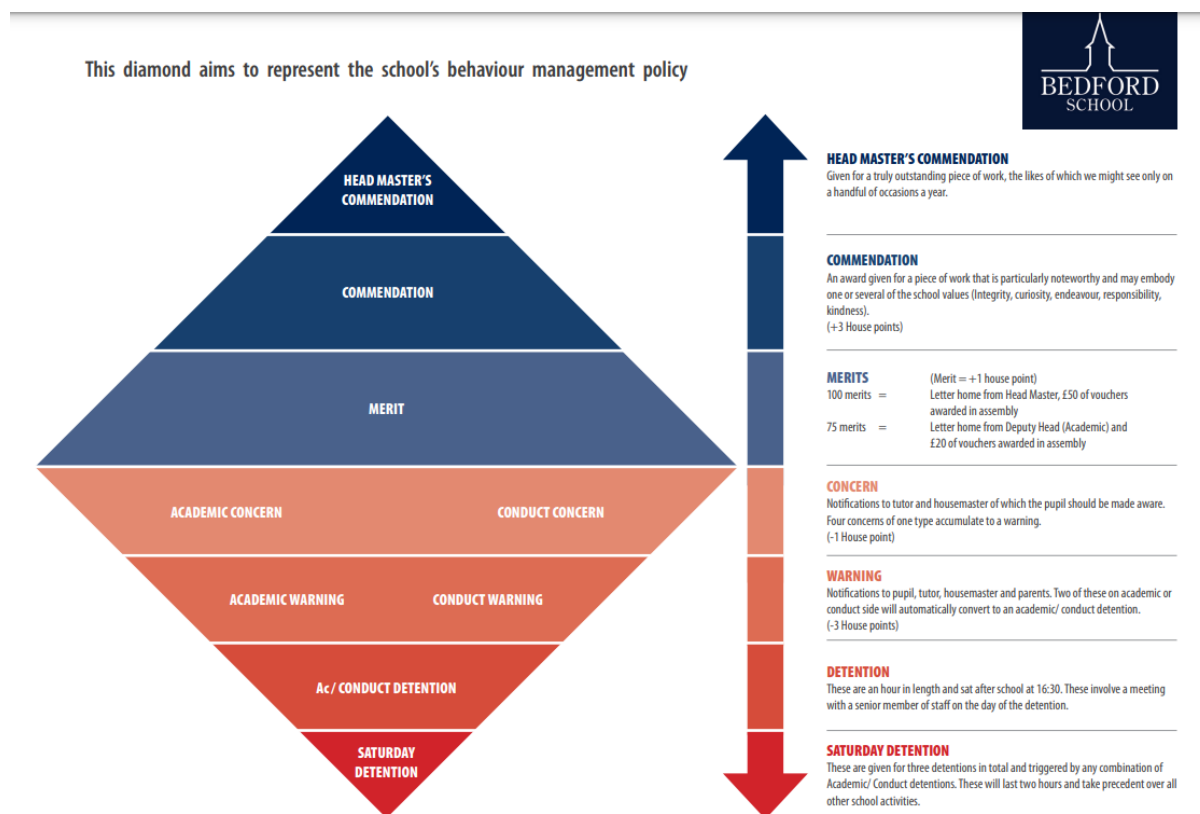 This diamond aims to represent the school's behaviour management policy
BEDFORD
SCHOOL
HEAD MASTER'S
COMMENDATION
COMMENDATION
MERIT
ACADEMIC CONCERN CONDUCT CONCERN
ACADEMIC WARNING CONDUCT WARNING
Ac/ CONDUCT DETENTION
SATURDAY
DETENTION
HEAD MASTER'S COMMENDATION
Given for a truly outstanding piece of work, the likes of which we might see only on
a handful of occasions a year.
COMMENDATION
An award given for a piece of work that is particularly noteworthy and may embody
one or several of the school values (Integrity, curiosity, endeavour, responsibility,
kindness).
(+3 House points)
MERITS (Merit = +1 house point)
100 merits = Letter home from Head Master, £50 of vouchers
awarded in assembly
75 merits = Letter home from Deputy Head (Academic) and
£20 of vouchers awarded in assembly
CONCERN
Notifications to tutor and housemaster of which the pupil should be made aware.
Four concerns of one type accumulate to a warning.
(-1 House point)
WARNING
Notifications to pupil, tutor, housemaster and parents. Two of these on academic or
conduct side will automatically convert to an academic/ conduct detention.
(-3 House points)
DETENTION
These are an hour in length and sat after school at 16:30. These involve a meeting
with a senior member of staff on the day of the detention.
SATURDAY DETENTION
These are given for three detentions in total and triggered by any combination of
Academic/ Conduct detentions. These will last two hours and take precedent over all
other school activities.